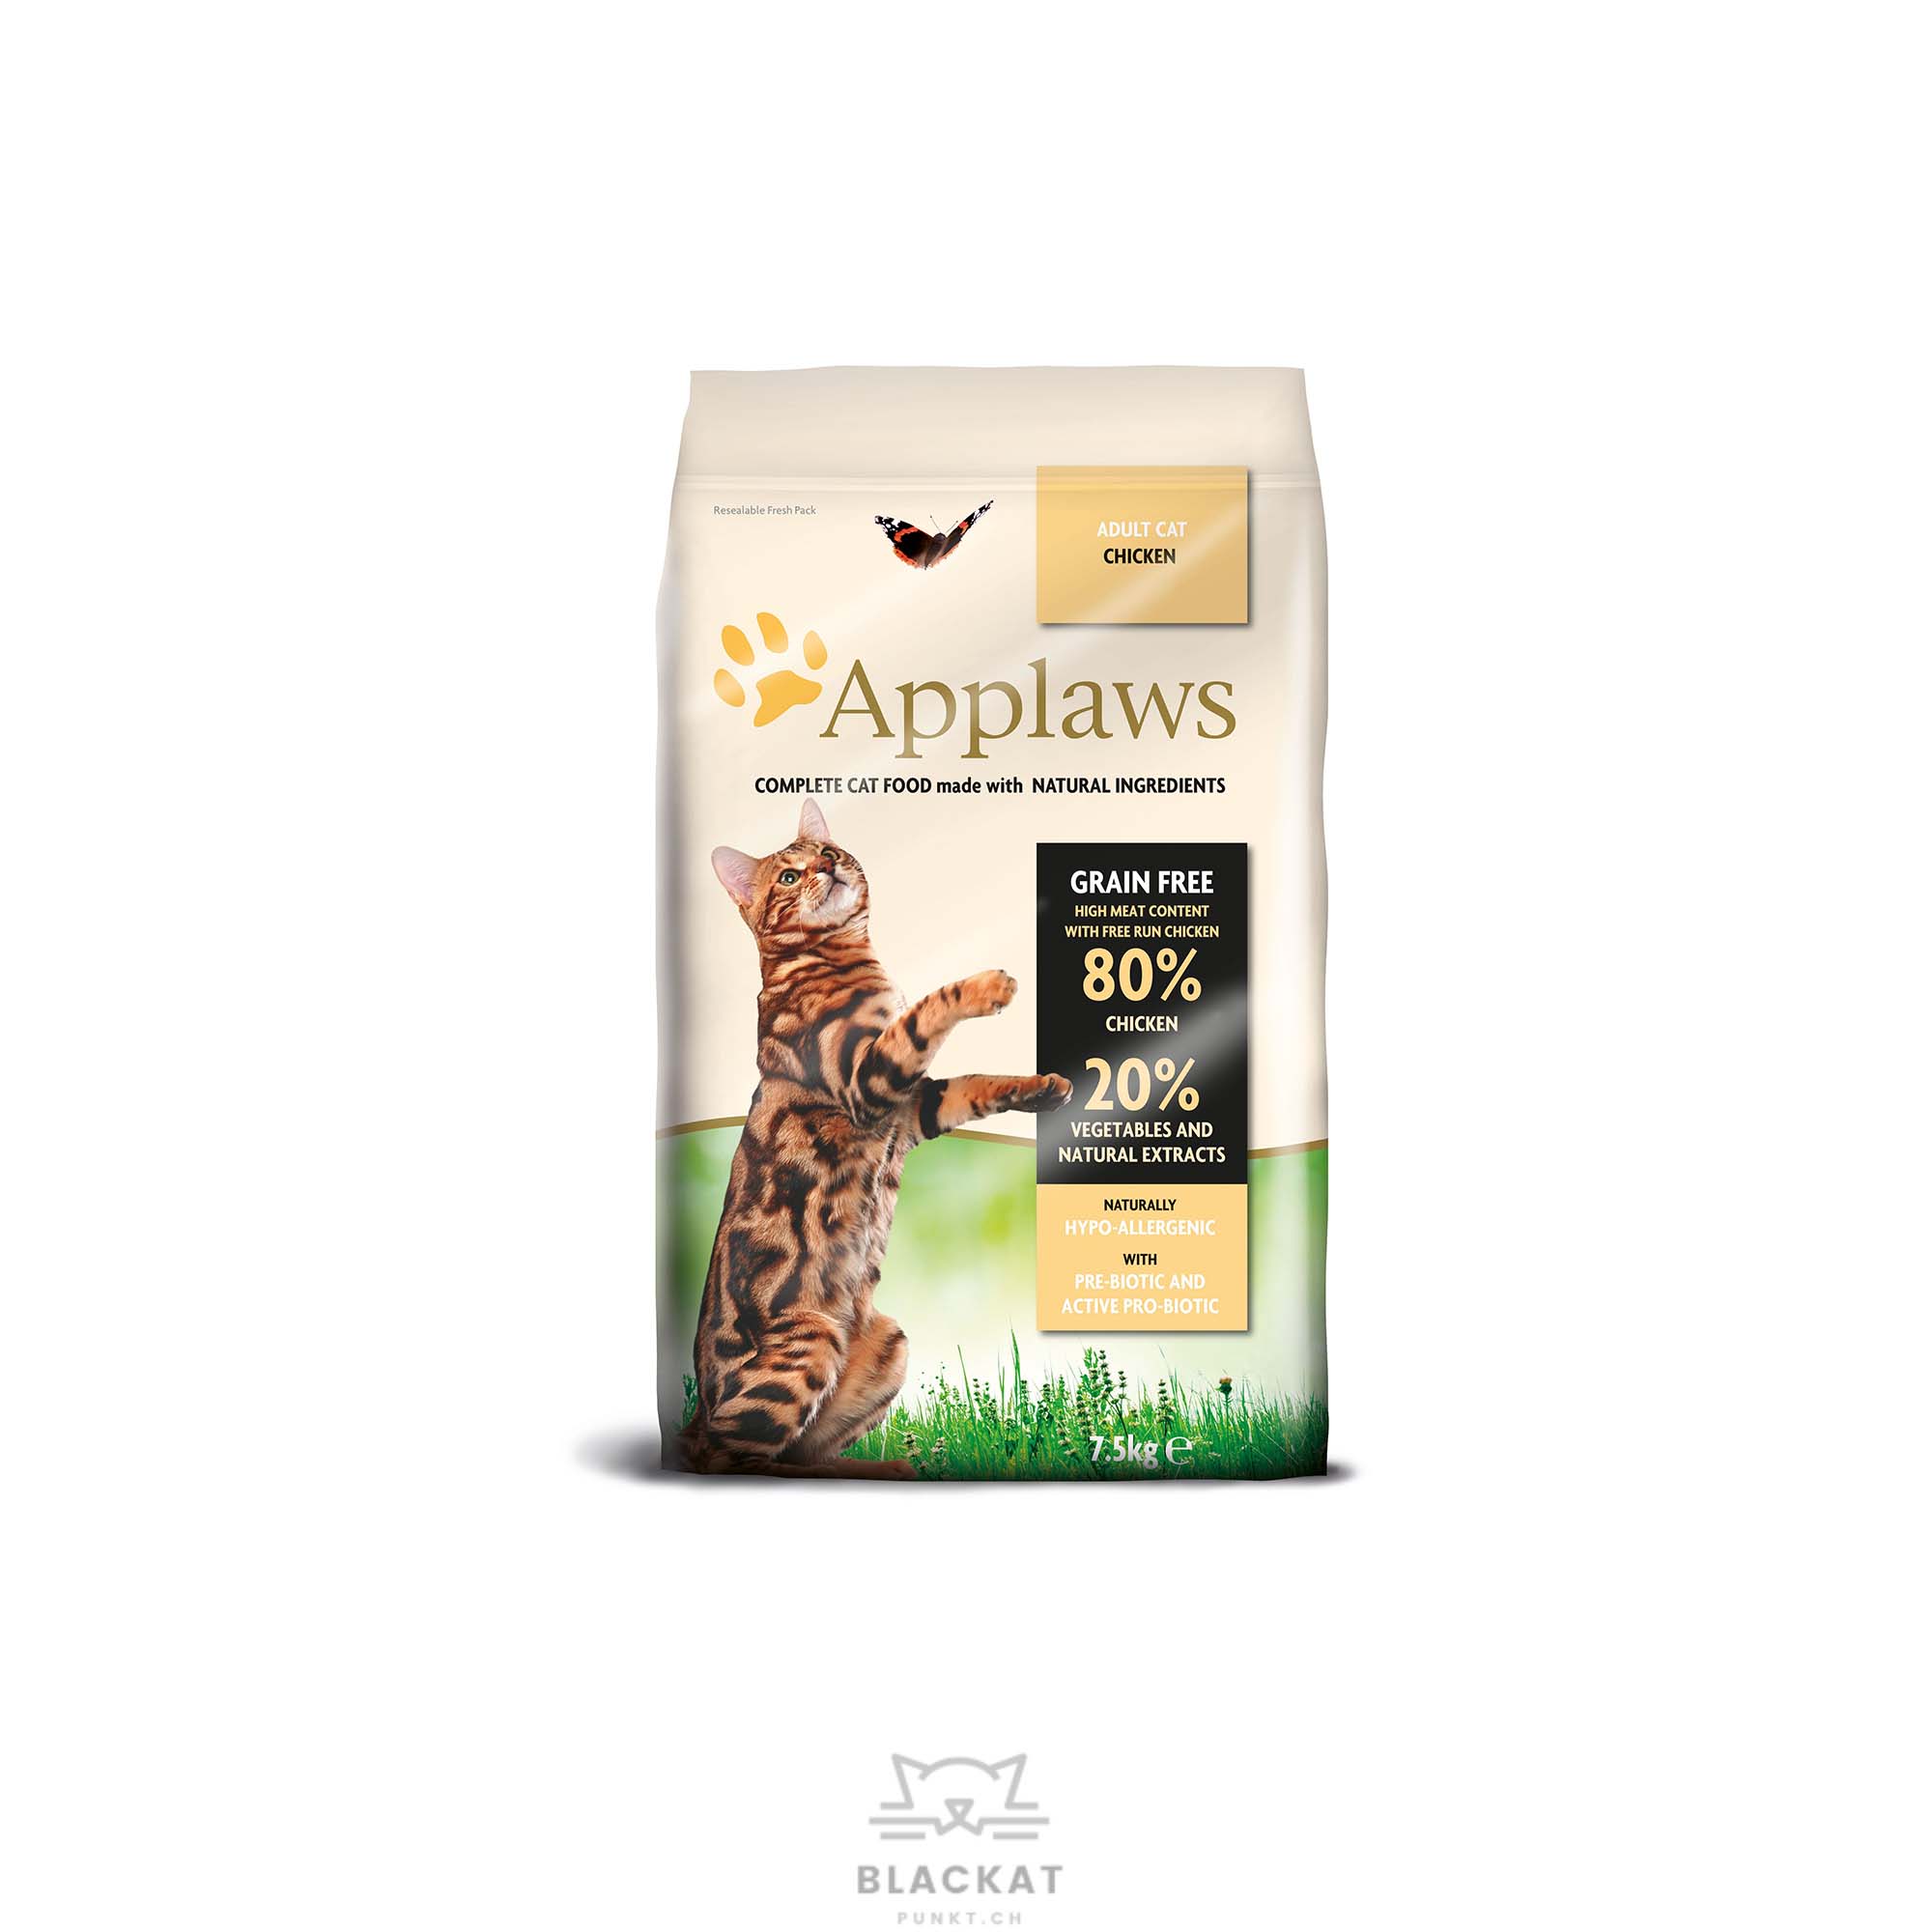 Resealable Fresh Pack
ADULT CAT
CHICKEN
Applaws
COMPLETE CAT FOOD made with NATURAL INGREDIENTS
GRAIN FREE
HIGH MEAT CONTENT
WITH FREE RUN CHICKEN
80%
CHICKEN
20%
VEGETABLES AND
NATURAL EXTRACTS
NATURALLY
HYPO-ALLERGENIC
WITH
PRE-BIOTIC AND
ACTIVE PRO-BIOTIC
7.5kg ℮
BLACKAT
PUNKT.CH